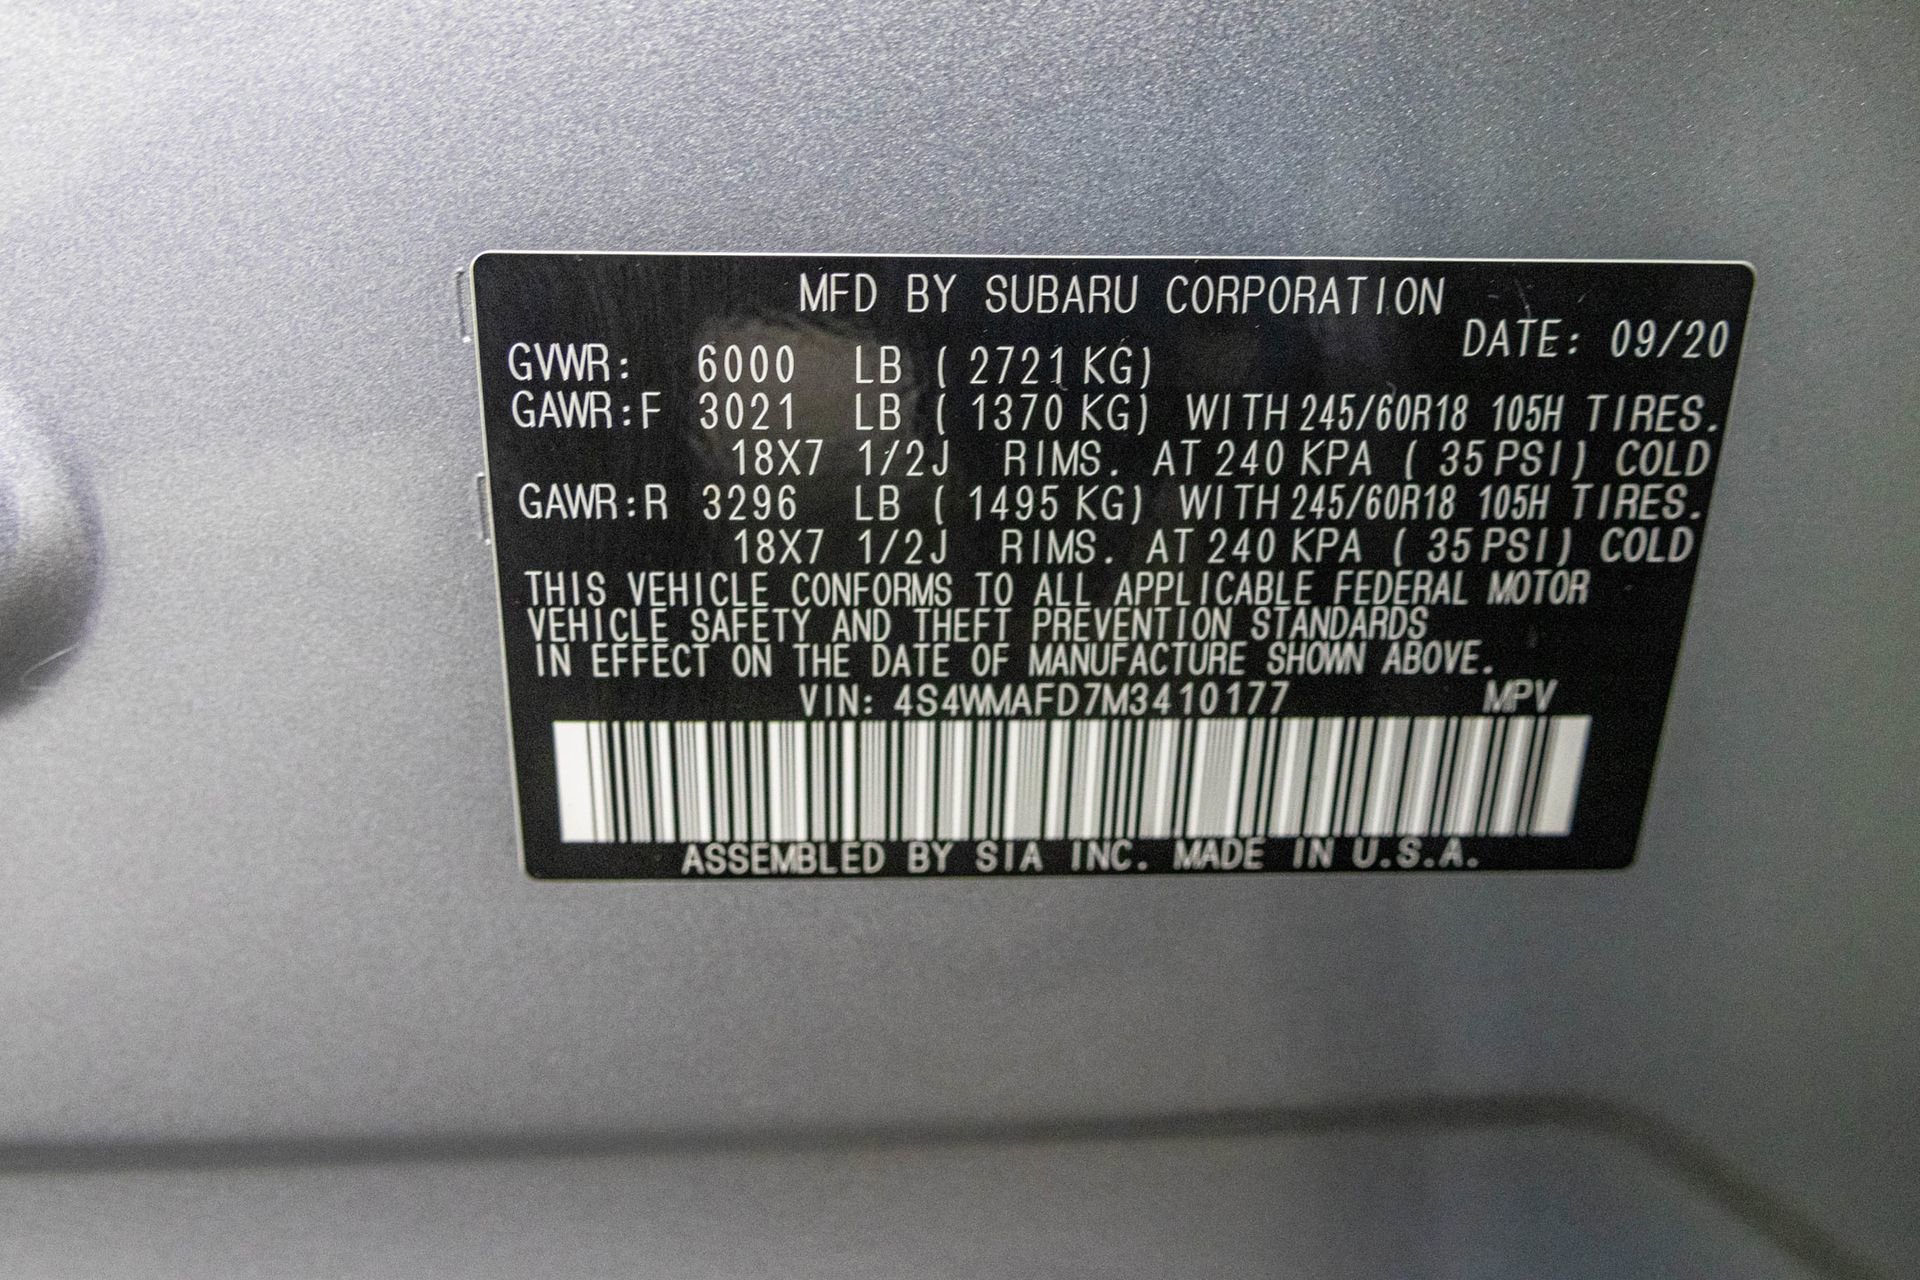 MFD BY SUBARU CORPORATION
DATE: 09/20
GVWR: 6000 LB ( 2721 KG)
GAWR:F 3021 LB ( 1370 KG) WITH 245/60R18 105H TIRES.
18X7 1/2J RIMS. AT 240 KPA ( 35 PSI) COLD
GAWR:R 3296 LB ( 1495 KG) WITH 245/60R18 105H TIRES.
18X7 1/2J RIMS. AT 240 KPA ( 35 PSI) COLD
THIS VEHICLE CONFORMS TO ALL APPLICABLE FEDERAL MOTOR
VEHICLE SAFETY AND THEFT PREVENTION STANDARDS
IN EFFECT ON THE DATE OF MANUFACTURE SHOWN ABOVE.
VIN: 4S4WMAFD7M3410177 MPV
ASSEMBLED BY SIA INC. MADE IN U.S.A.